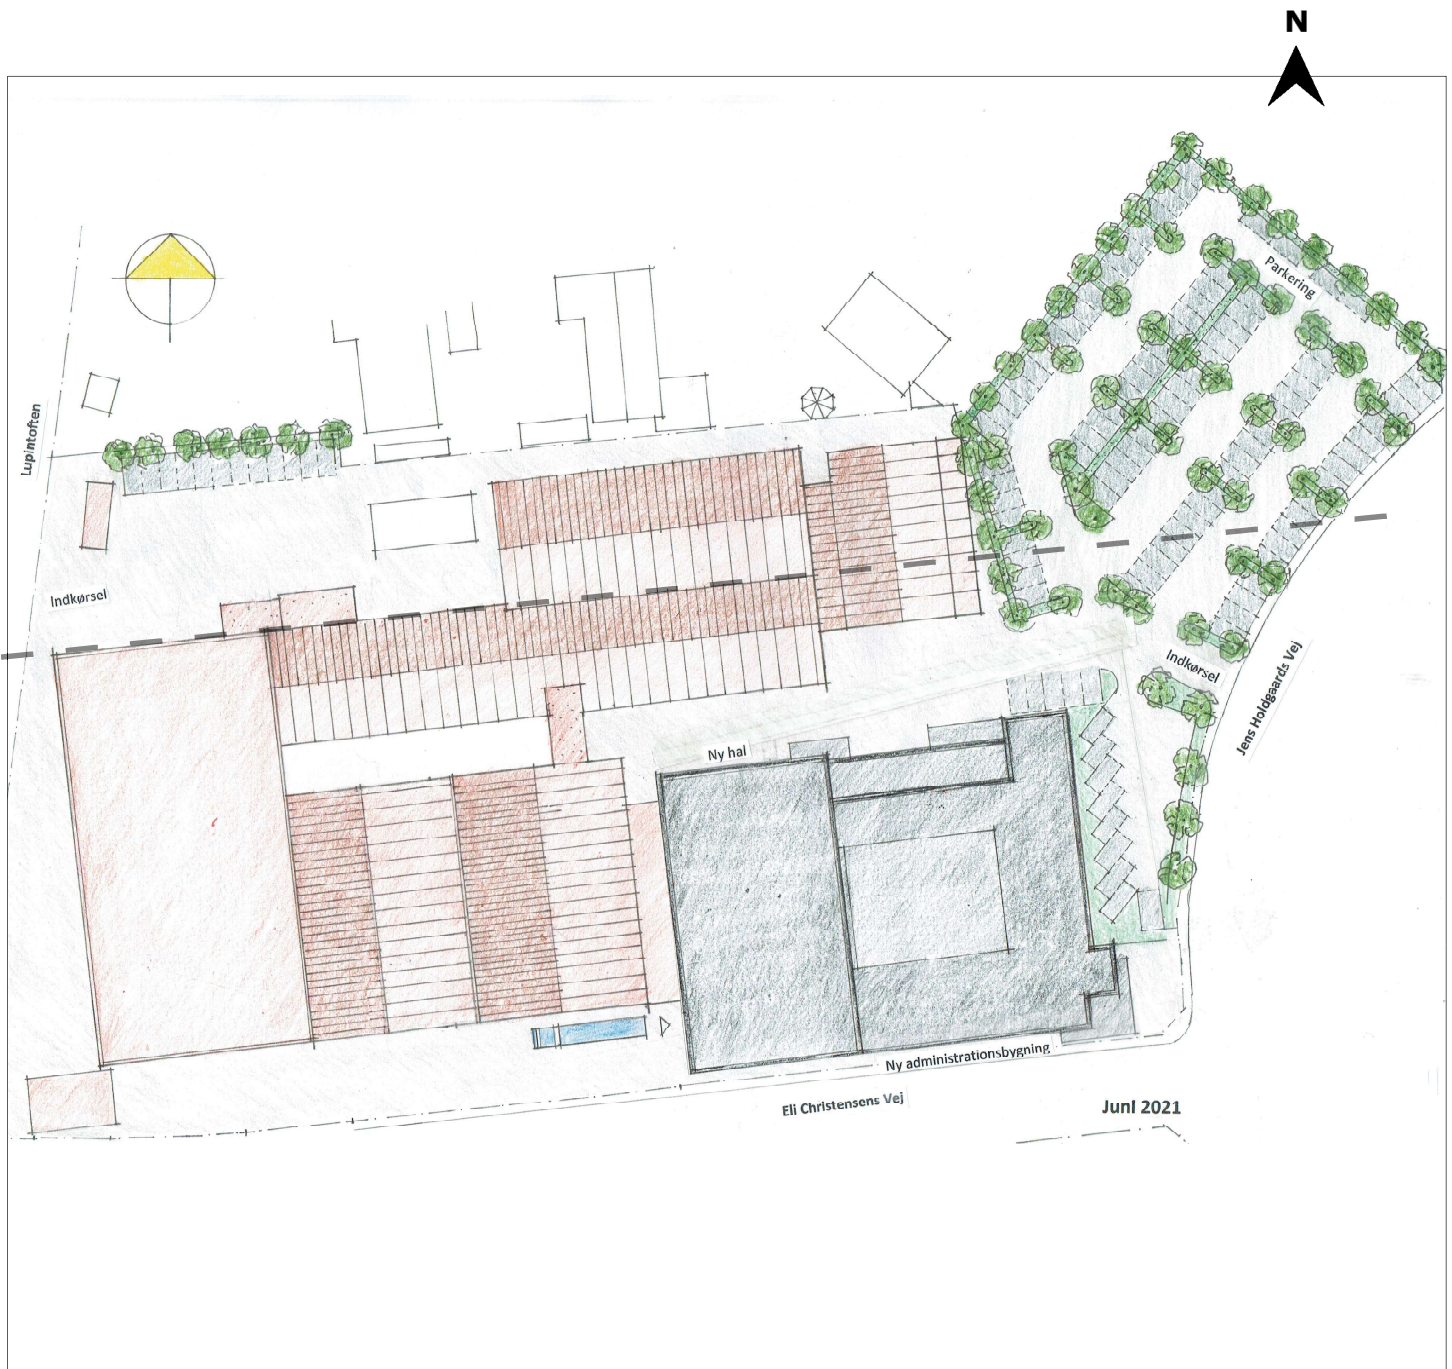 N
Parkering
Lupintoften
Indkørsel
Indkørsel
Jens Holdgaards Vej
Ny hal
Ny administrationsbygning
Eli Christensens Vej
Juni 2021